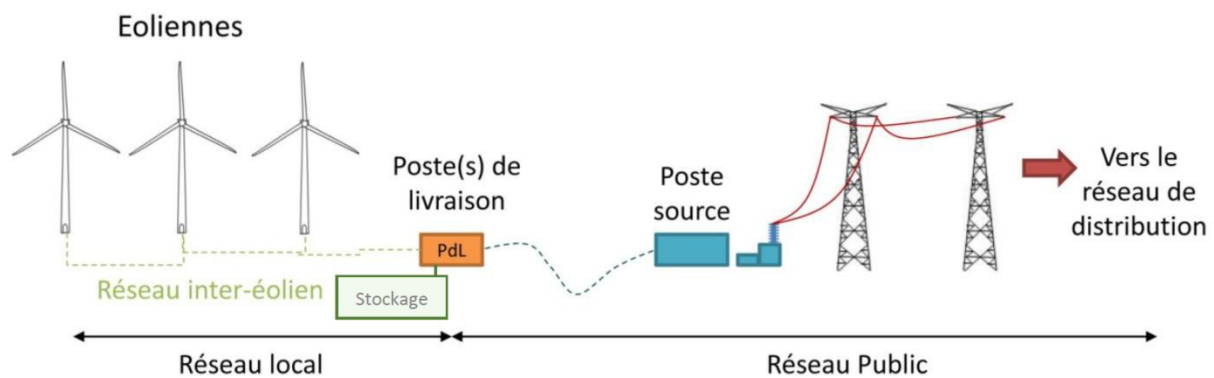 Eoliennes
Poste(s) de
livraison
Poste
source
Vers le
réseau de
distribution
PdL
Réseau inter-éolien
Stockage
Réseau local
Réseau Public